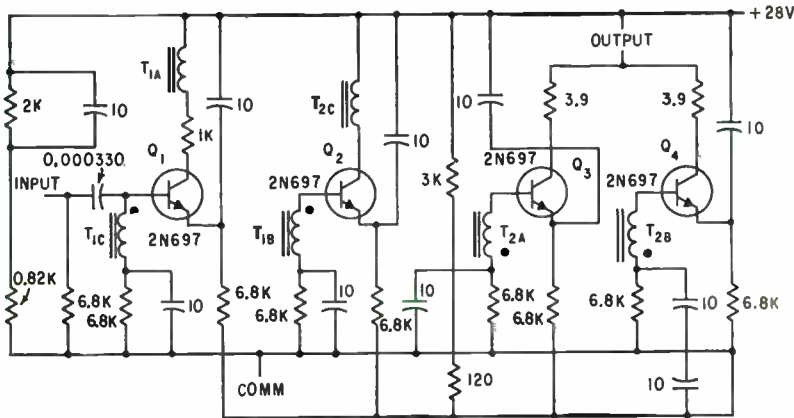 +28V
OUTPUT
T1A
2K
10
10
T2C
10
10
3.9
3.9
10
1K
0.000330
Q1
Q2
2N697
3K
2N697
Q3
Q4
2N697
INPUT
T1C
2N697
T1B
T2A
T2B
0.82K
6.8K
6.8K
10
6.8K
6.8K
10
6.8K
10
6.8K
6.8K
6.8K
10
6.8K
COMM
120
10